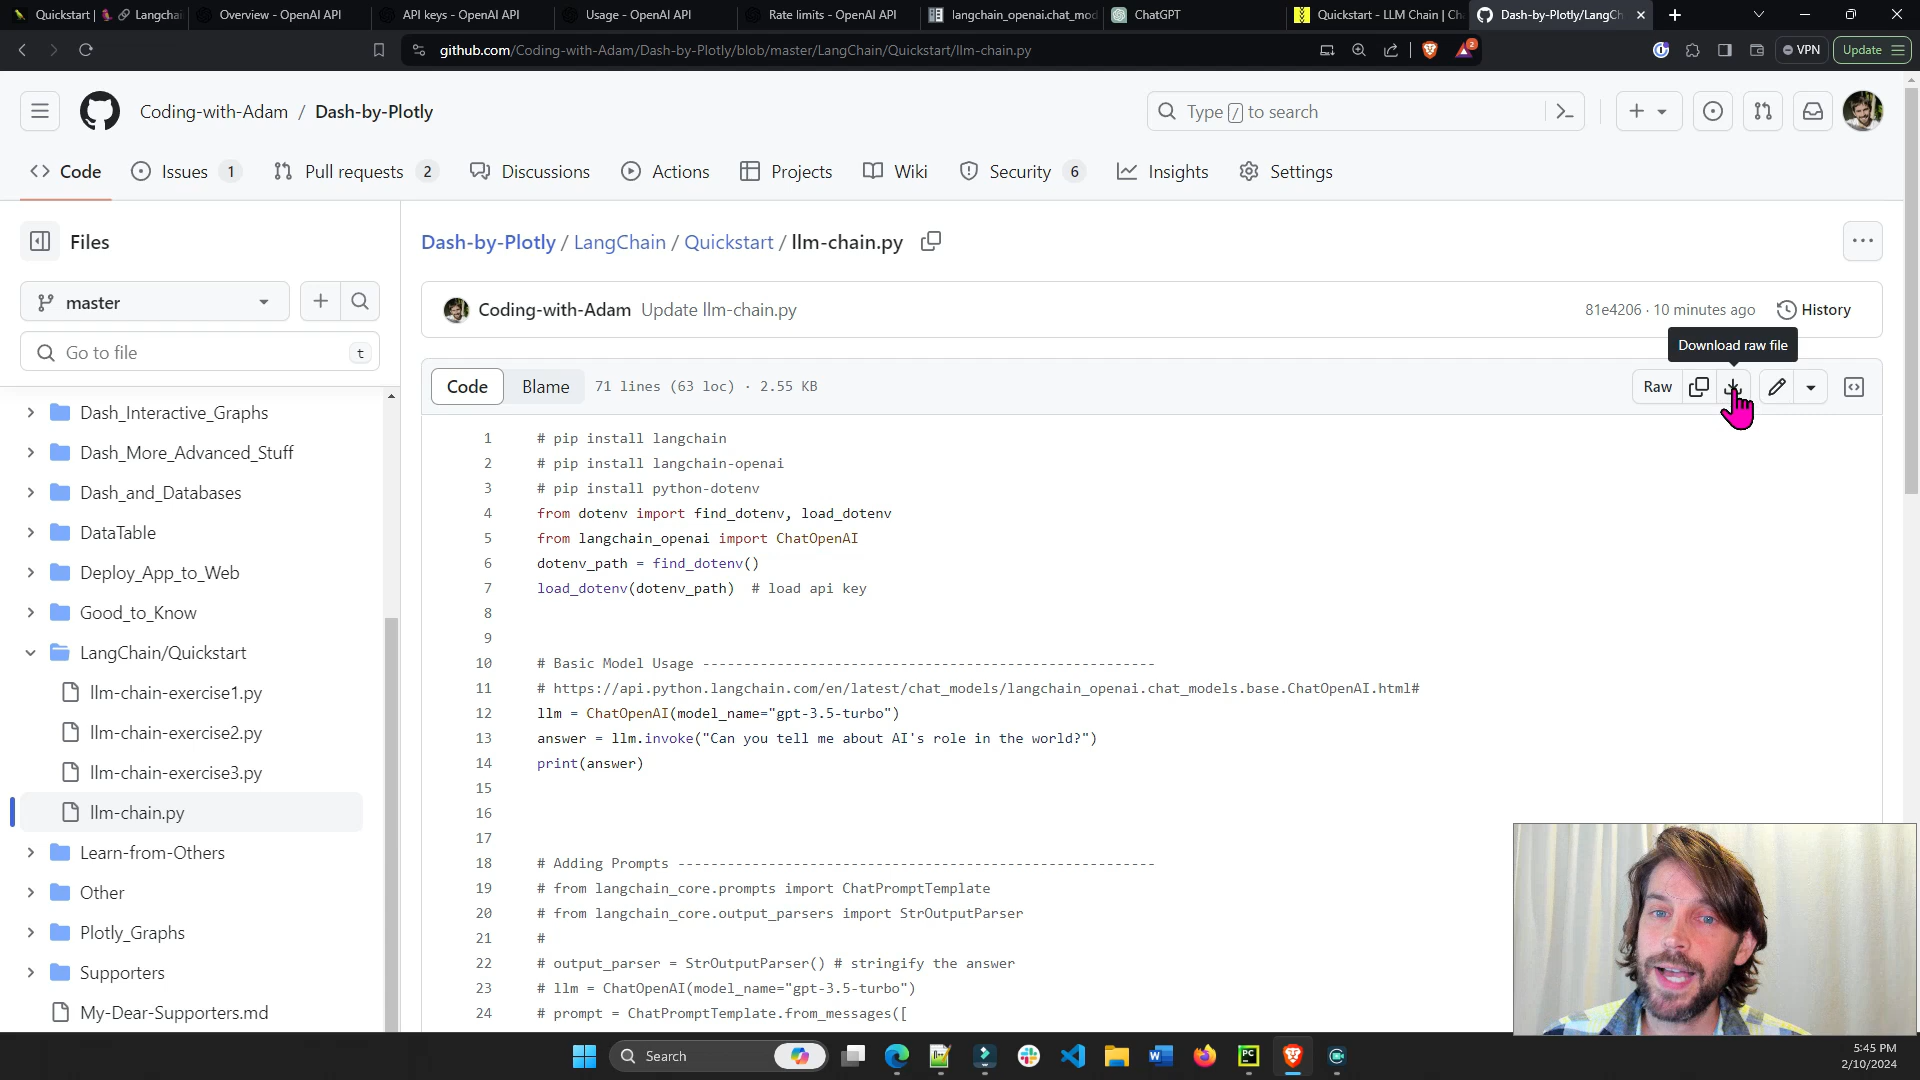 Quickstart |
Langchai
Overview - OpenAI API
API keys - OpenAI API
Usage - OpenAI API
Rate limits - OpenAI API
langchain_openai.chat_mod
ChatGPT
Quickstart - LLM Chain | Ch
Dash-by-Plotly/LangCh
github.com/Coding-with-Adam/Dash-by-Plotly/blob/master/LangChain/Quickstart/llm-chain.py
2
VPN
Update
Coding-with-Adam / Dash-by-Plotly
Type / to search
Code
Issues 1
Pull requests 2
Discussions
Actions
Projects
Wiki
Security 6
Insights
Settings
Files
master
Go to file
t
Dash_Interactive_Graphs
Dash_More_Advanced_Stuff
Dash_and_Databases
DataTable
Deploy_App_to_Web
Good_to_Know
LangChain/Quickstart
llm-chain-exercise1.py
llm-chain-exercise2.py
llm-chain-exercise3.py
llm-chain.py
Learn-from-Others
Other
Plotly_Graphs
Supporters
My-Dear-Supporters.md
Dash-by-Plotly / LangChain / Quickstart / llm-chain.py
Coding-with-Adam Update llm-chain.py
81e4206 · 10 minutes ago
History
Download raw file
Code
Blame
71 lines (63 loc) · 2.55 KB
Raw
1 # pip install langchain
2 # pip install langchain-openai
3 # pip install python-dotenv
4 from dotenv import find_dotenv, load_dotenv
5 from langchain_openai import ChatOpenAI
6 dotenv_path = find_dotenv()
7 load_dotenv(dotenv_path)  # load api key
8
9
10 # Basic Model Usage -------------------------------------------------------
11 # https://api.python.langchain.com/en/latest/chat_models/langchain_openai.chat_models.base.ChatOpenAI.html#
12 llm = ChatOpenAI(model_name="gpt-3.5-turbo")
13 answer = llm.invoke("Can you tell me about AI's role in the world?")
14 print(answer)
15
16
17
18 # Adding Prompts ----------------------------------------------------------
19 # from langchain_core.prompts import ChatPromptTemplate
20 # from langchain_core.output_parsers import StrOutputParser
21 #
22 # output_parser = StrOutputParser() # stringify the answer
23 # llm = ChatOpenAI(model_name="gpt-3.5-turbo")
24 # prompt = ChatPromptTemplate.from_messages([
Search
PC
5:45 PM
2/10/2024